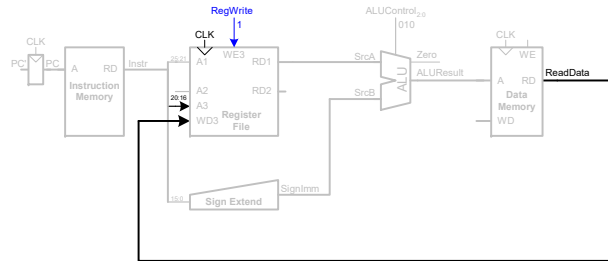 RegWrite
1
ALUControl2:0
010
CLK
CLK
CLK
PC'
PC
A
RD
Instruction
Memory
Instr
20:21
A1
WE3
RD1
A2
RD2
20:16
A3
WD3
Register
File
SrcA
SrcB
ALU
Zero
ALUResult
WE
A
RD
Data
Memory
WD
ReadData
15:0
SignImm
Sign Extend